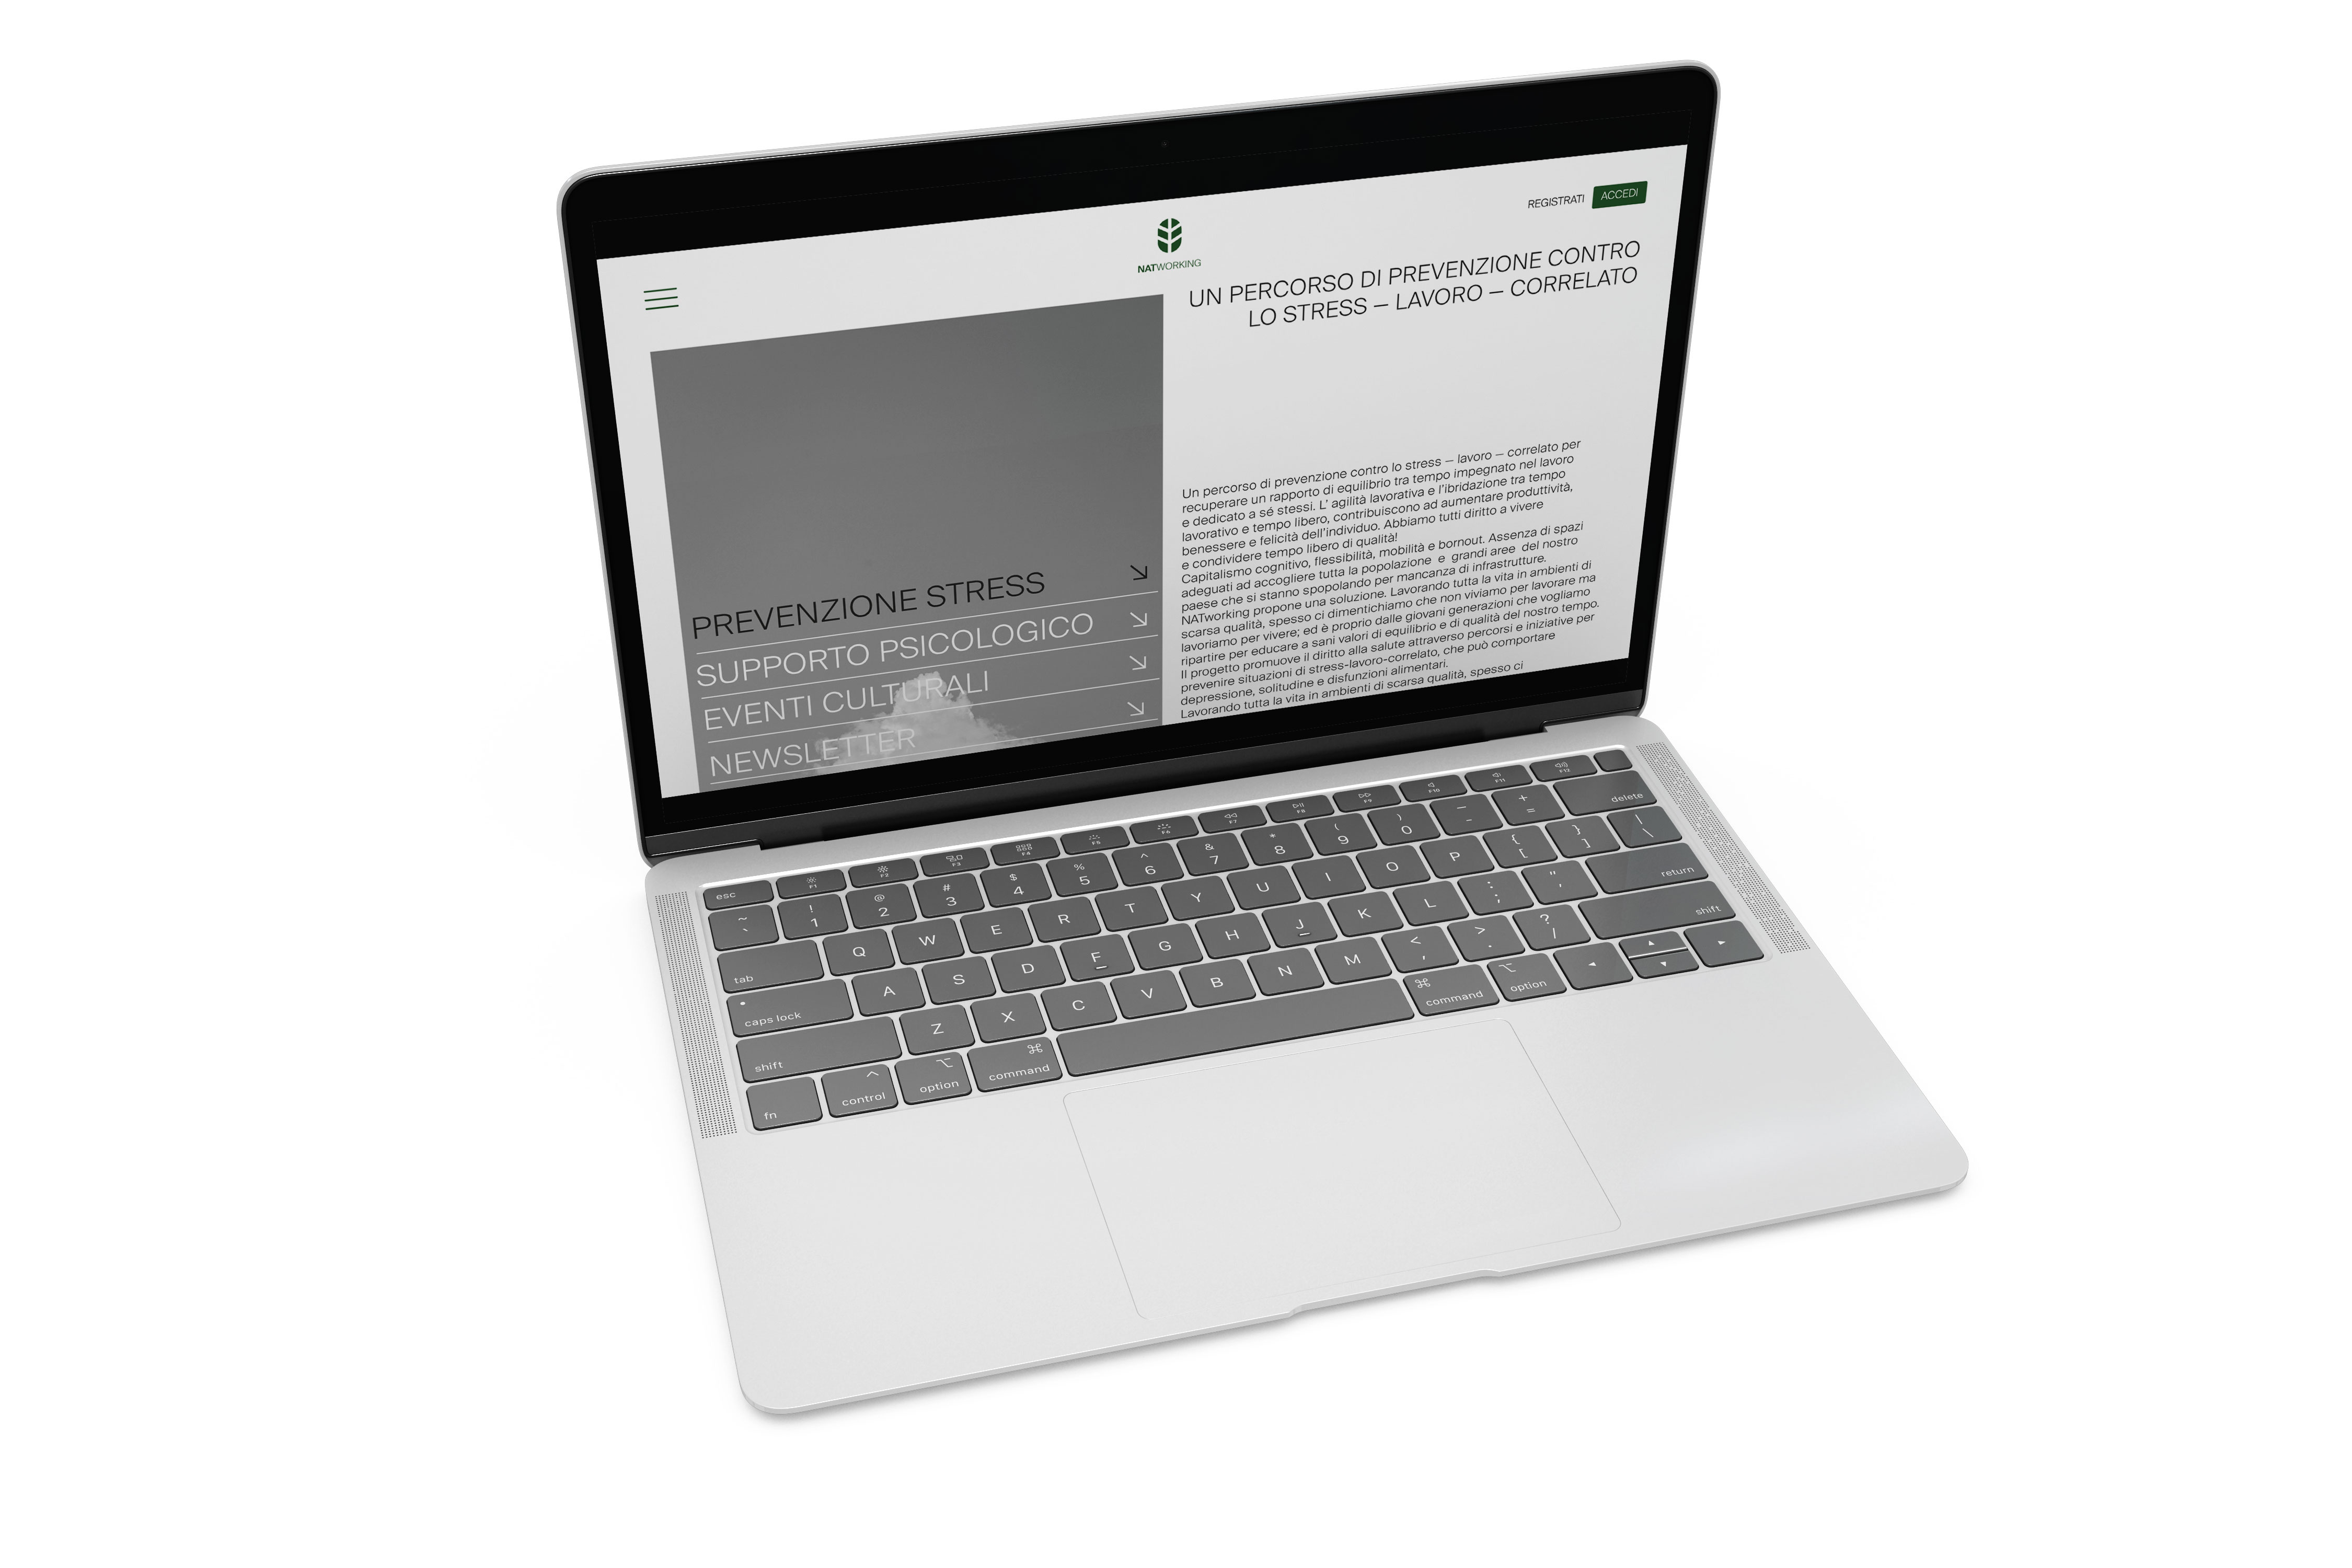 REGISTRATI ACCEDI
NATWORKING
UN PERCORSO DI PREVENZIONE CONTRO
LO STRESS — LAVORO — CORRELATO
PREVENZIONE STRESS
SUPPORTO PSICOLOGICO
EVENTI CULTURALI
NEWSLETTER
Un percorso di prevenzione contro lo stress — lavoro — correlato per
recuperare un rapporto di equilibrio tra tempo impegnato nel lavoro
e dedicato a sé stessi. L' agilità lavorativa e l'ibridazione tra tempo
lavorativo e tempo libero, contribuiscono ad aumentare produttività,
benessere e felicità dell'individuo. Abbiamo tutti diritto a vivere
e condividere tempo libero di qualità!
Capitalismo cognitivo, flessibilità, mobilità e bornout. Assenza di spazi
adeguati ad accogliere tutta la popolazione e grandi aree del nostro
paese che si stanno spopolando per mancanza di infrastrutture.
NATworking propone una soluzione. Lavorando tutta la vita in ambienti di
scarsa qualità, spesso ci dimentichiamo che non viviamo per lavorare ma
lavoriamo per vivere; ed è proprio dalle giovani generazioni che vogliamo
ripartire per educare a sani valori di equilibrio e di qualità del nostro tempo.
Il progetto promuove il diritto alla salute attraverso percorsi e iniziative per
prevenire situazioni di stress-lavoro-correlato, che può comportare
depressione, solitudine e disfunzioni alimentari.
Lavorando tutta la vita in ambienti di scarsa qualità, spesso ci
esc F1 F2 F3 F4 F5 F6 F7 F8 F9 F10 F11 F12
~ ` ! 1 @ 2 # 3 $ 4 % 5 ^ 6 & 7 * 8 ( 9 ) 0 _ - + = delete
tab Q W E R T Y U I O P { [ } ] | \
caps lock A S D F G H J K L : ; " ' return
shift Z X C V B N M < , > . ? / shift
fn control option command command option